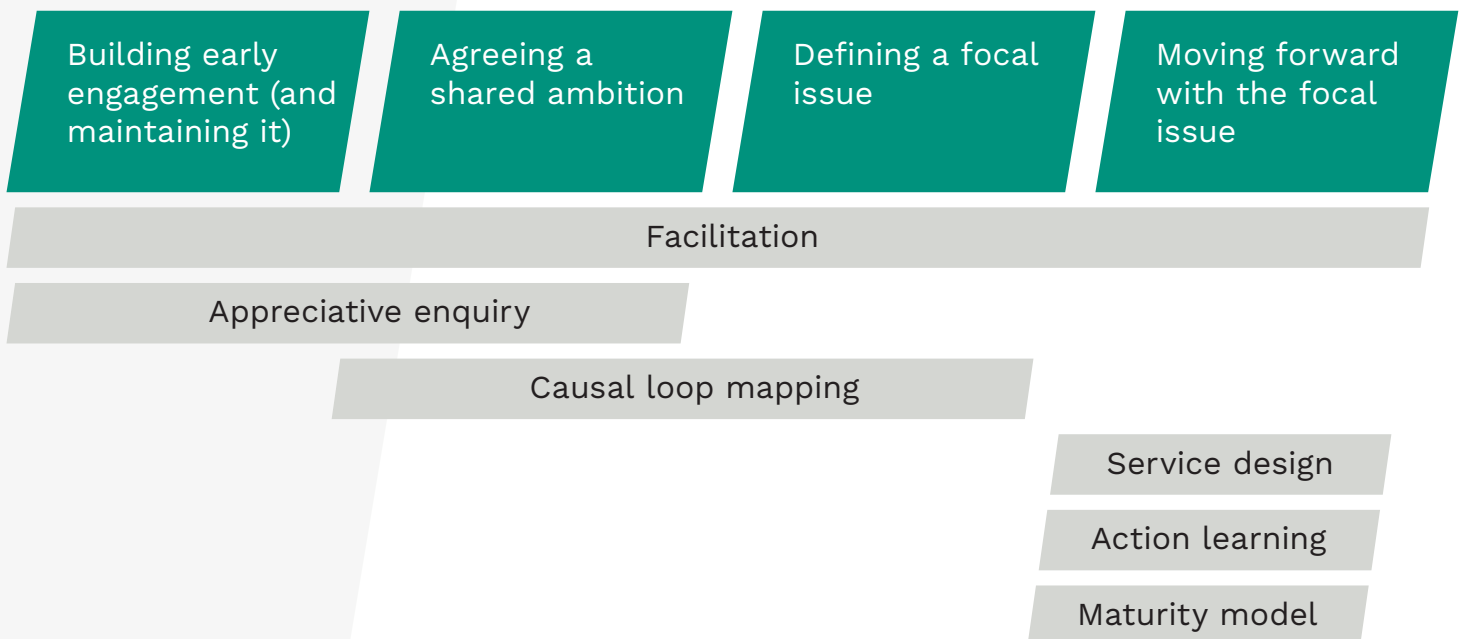 Building early
engagement (and
maintaining it)
Agreeing a
shared ambition
Defining a focal
issue
Moving forward
with the focal
issue
Facilitation
Appreciative enquiry
Causal loop mapping
Service design
Action learning
Maturity model